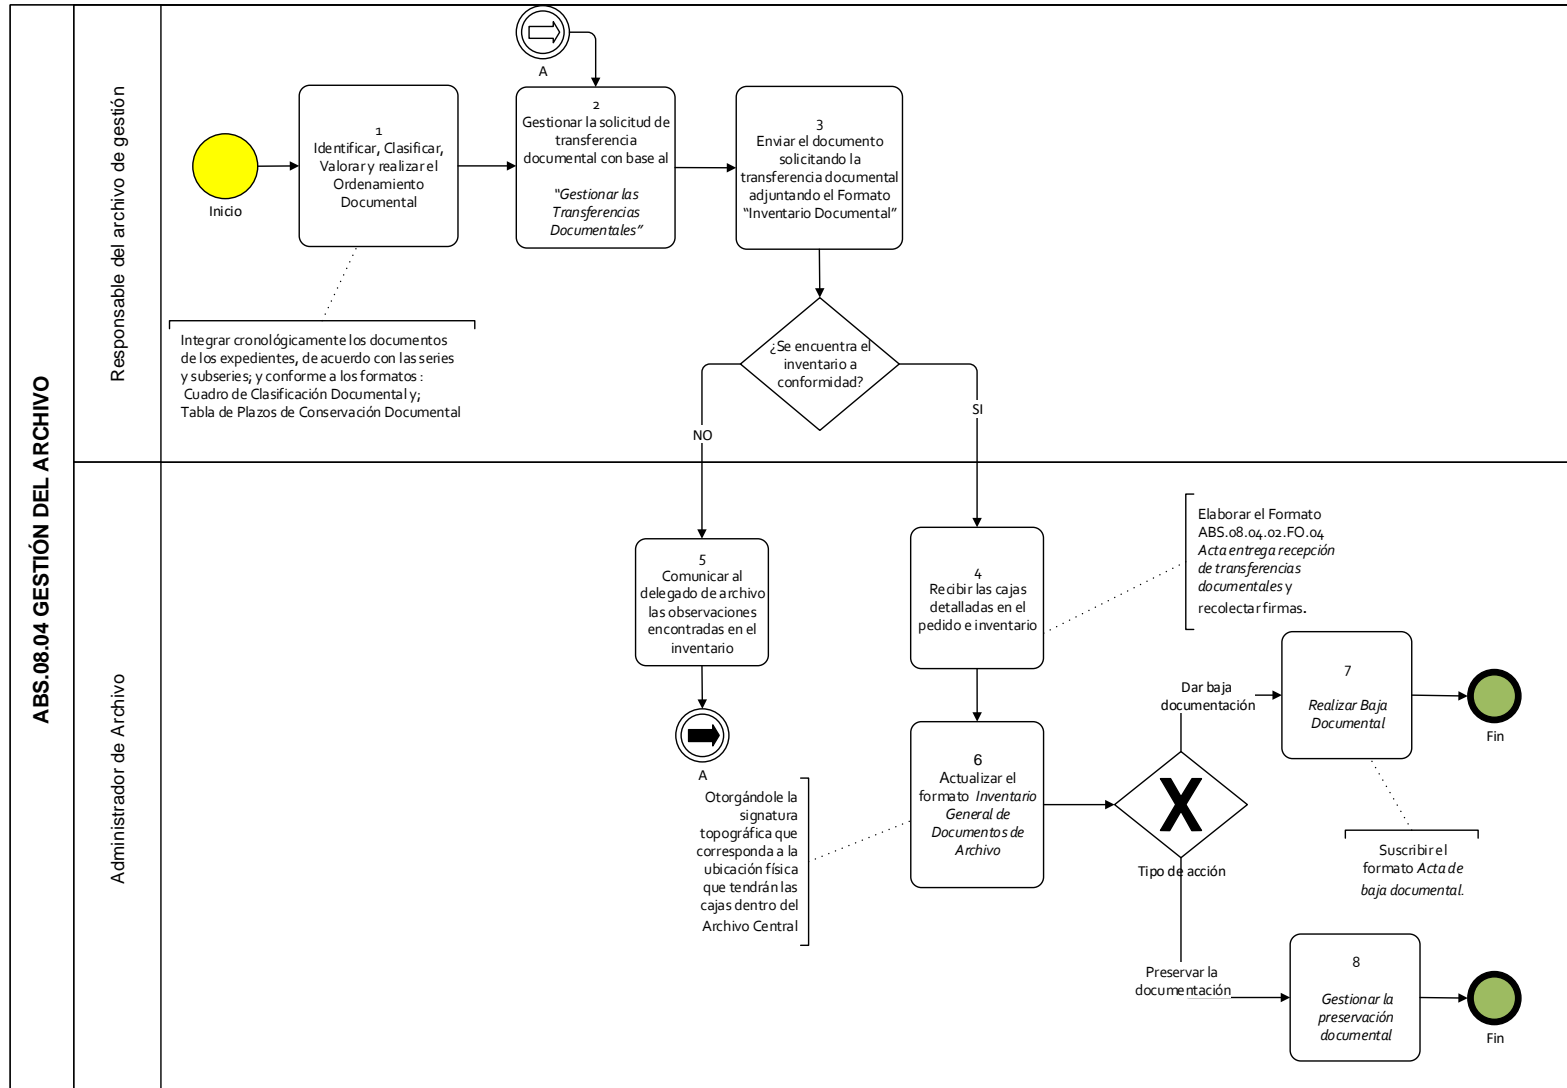 ABS.08.04 GESTIÓN DEL ARCHIVO
Responsable del archivo de gestión
A
Inicio
1
Identificar, Clasificar,
Valorar y realizar el
Ordenamiento
Documental
2
Gestionar la solicitud de
transferencia
documental con base al
“Gestionar las
Transferencias
Documentales”
3
Enviar el documento
solicitando la
transferencia documental
adjuntando el Formato
“Inventario Documental”
Integrar cronológicamente los documentos
de los expedientes, de acuerdo con las series
y subseries; y conforme a los formatos :
Cuadro de Clasificación Documental y;
Tabla de Plazos de Conservación Documental
¿Se encuentra el
inventario a
conformidad?
NO
SI
Administrador de Archivo
5
Comunicar al
delegado de archivo
las observaciones
encontradas en el
inventario
A
4
Recibir las cajas
detalladas en el
pedido e inventario
Elaborar el Formato
ABS.08.04.02.FO.04
Acta entrega recepción
de transferencias
documentales y
recolectar firmas.
6
Actualizar el
formato Inventario
General de
Documentos de
Archivo
Otorgándole la
signatura
topográfica que
corresponda a la
ubicación física
que tendrán las
cajas dentro del
Archivo Central
X
Tipo de acción
Dar baja
documentación
7
Realizar Baja
Documental
Fin
Suscribir el
formato Acta de
baja documental.
Preservar la
documentación
8
Gestionar la
preservación
documental
Fin